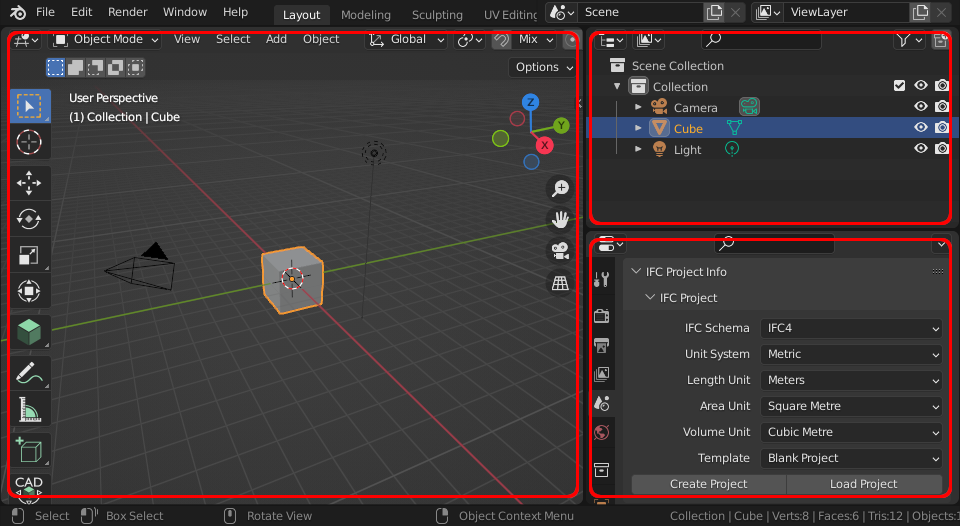 File Edit Render Window Help Layout Modeling Sculpting UV Editing Scene ViewLayer
Object Mode View Select Add Object Global Mix
Options
User Perspective
(1) Collection | Cube
Z
Y
X
CAD
Scene Collection
Collection
Camera
Cube
Light
IFC Project Info
IFC Project
IFC Schema IFC4
Unit System Metric
Length Unit Meters
Area Unit Square Metre
Volume Unit Cubic Metre
Template Blank Project
Create Project Load Project
Select Box Select Rotate View Object Context Menu Collection | Cube | Verts:8 | Faces:6 | Tris:12 | Objects:1